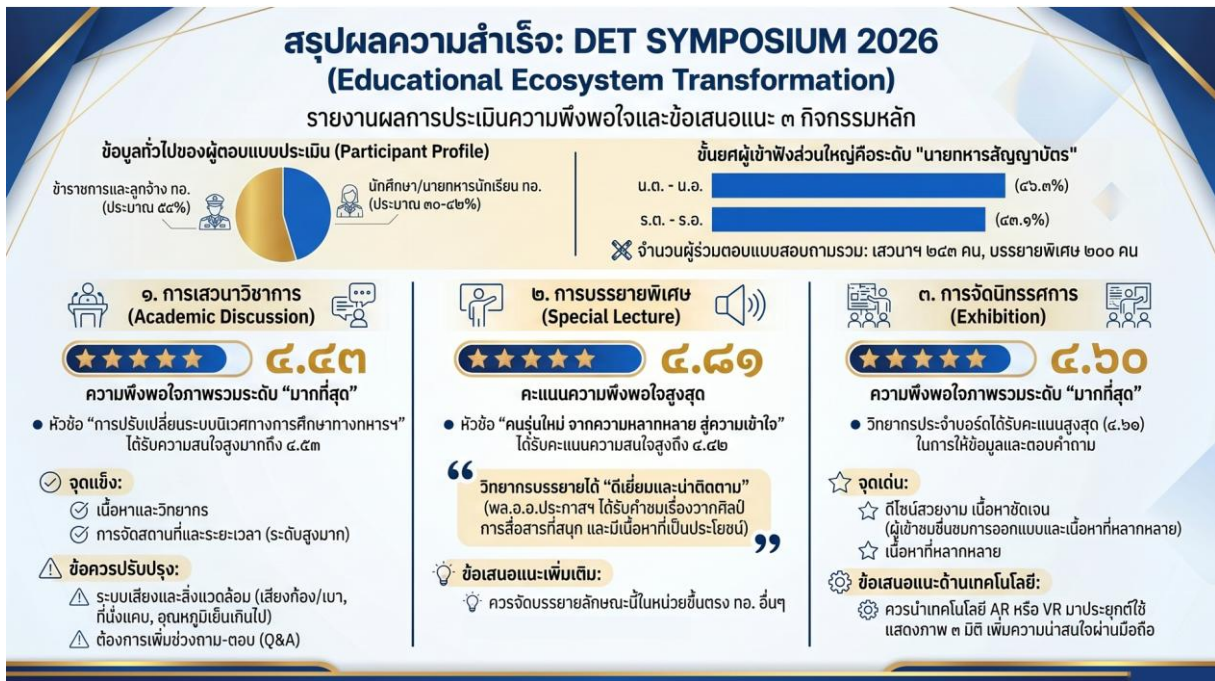 สรุปผลความสำเร็จ: DET SYMPOSIUM 2026
(Educational Ecosystem Transformation)
รายงานผลการประเมินความพึงพอใจและข้อเสนอแนะ ๓ กิจกรรมหลัก
ข้อมูลทั่วไปของผู้ตอบแบบประเมิน (Participant Profile)
ข้าราชการและลูกจ้าง ทอ.
(ประมาณ ๕๔%)
นักศึกษา/นายทหารนักเรียน ทอ.
(ประมาณ ๓๐-๔๒%)
ชั้นยศผู้เข้าฟังส่วนใหญ่คือระดับ "นายทหารสัญญาบัตร"
น.ต. - น.อ.
(๔๖.๓%)
ร.ต. - ร.อ.
(๔๓.๑%)
จำนวนผู้ร่วมตอบแบบสอบถามรวม: เสวนาฯ ๒๔๓ คน, บรรยายพิเศษ ๒๐๐ คน
๑. การเสวนาวิชาการ
(Academic Discussion)
๔.๔๓
ความพึงพอใจภาพรวมระดับ “มากที่สุด”
หัวข้อ “การปรับเปลี่ยนระบบนิเวศทางการศึกษาทางทหารฯ”
ได้รับความสนใจสูงมากถึง ๔.๕๓
จุดแข็ง:
เนื้อหาและวิทยากร
การจัดสถานที่และระยะเวลา (ระดับสูงมาก)
ข้อควรปรับปรุง:
ระบบเสียงและสิ่งแวดล้อม (เสียงก้อง/เบา,
ที่นั่งแคบ, อุณหภูมิเย็นเกินไป)
ต้องการเพิ่มช่วงถาม-ตอบ (Q&A)
๒. การบรรยายพิเศษ
(Special Lecture)
๔.๘๑
คะแนนความพึงพอใจสูงสุด
หัวข้อ “คนรุ่นใหม่ จากความหลาทหลาย สู่ความเข้าใจ”
ได้รับคะแนนความสนใจสูงถึง ๔.๔๒
“ วิทยากรบรรยายได้ “ดีเยี่ยมและน่าติดตาม”
(พล.อ.อ.ประภาสฯ ได้รับคำชมเรื่องวาทศิลป์
การสื่อสารที่สนุก และมีเนื้อหาที่เป็นประโยชน์) ”
ข้อเสนอแนะเพิ่มเติม:
ควรจัดบรรยายลักษณะนี้ในหน่วยขึ้นตรง ทอ. อื่นๆ
๓. การจัดนิทรรศการ
(Exhibition)
๔.๖๐
ความพึงพอใจภาพรวมระดับ “มากที่สุด”
วิทยากรประจำบอร์ดได้รับคะแนนสูงสุด (๔.๖๑)
ในการให้ข้อมูลและตอบคำถาม
จุดเด่น:
ดีไซน์สวยงาม เนื้อหาชัดเจน
(ผู้เข้าชมชื่นชมการออกแบบและเนื้อหาที่หลากหลาย)
เนื้อหาที่หลากหลาย
ข้อเสนอแนะด้านเทคโนโลยี:
ควรนำเทคโนโลยี AR หรือ VR มาประยุกต์ใช้
แสดงภาพ ๓ มิติ เพิ่มความน่าสนใจผ่านมือถือ